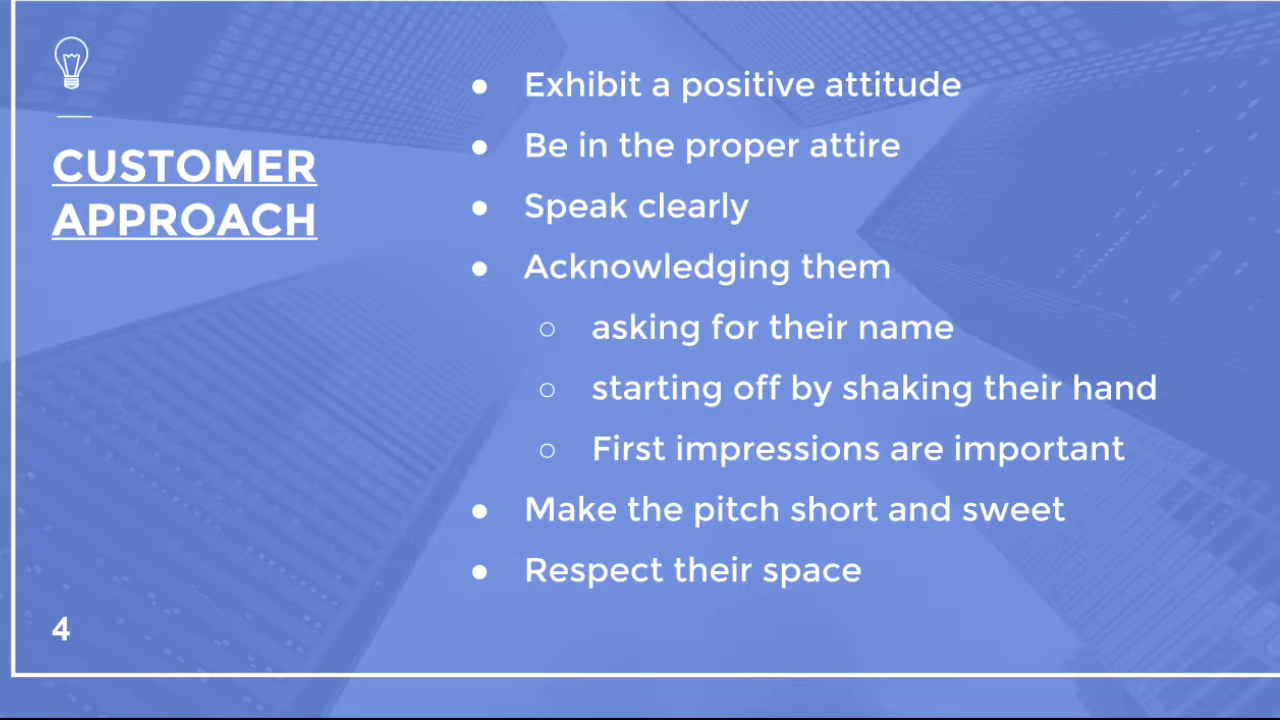 CUSTOMER
APPROACH
● Exhibit a positive attitude
● Be in the proper attire
● Speak clearly
● Acknowledging them
○ asking for their name
○ starting off by shaking their hand
○ First impressions are important
● Make the pitch short and sweet
● Respect their space
4